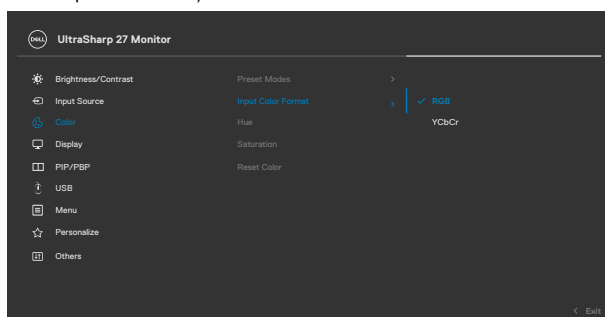 DELL UltraSharp 27 Monitor
Brightness/Contrast Preset Modes >
Input Source Input Color Format > ✓ RGB
Color Hue YCbCr
Display Saturation
PIP/PBP Reset Color
USB
Menu
Personalize
Others
< Exit